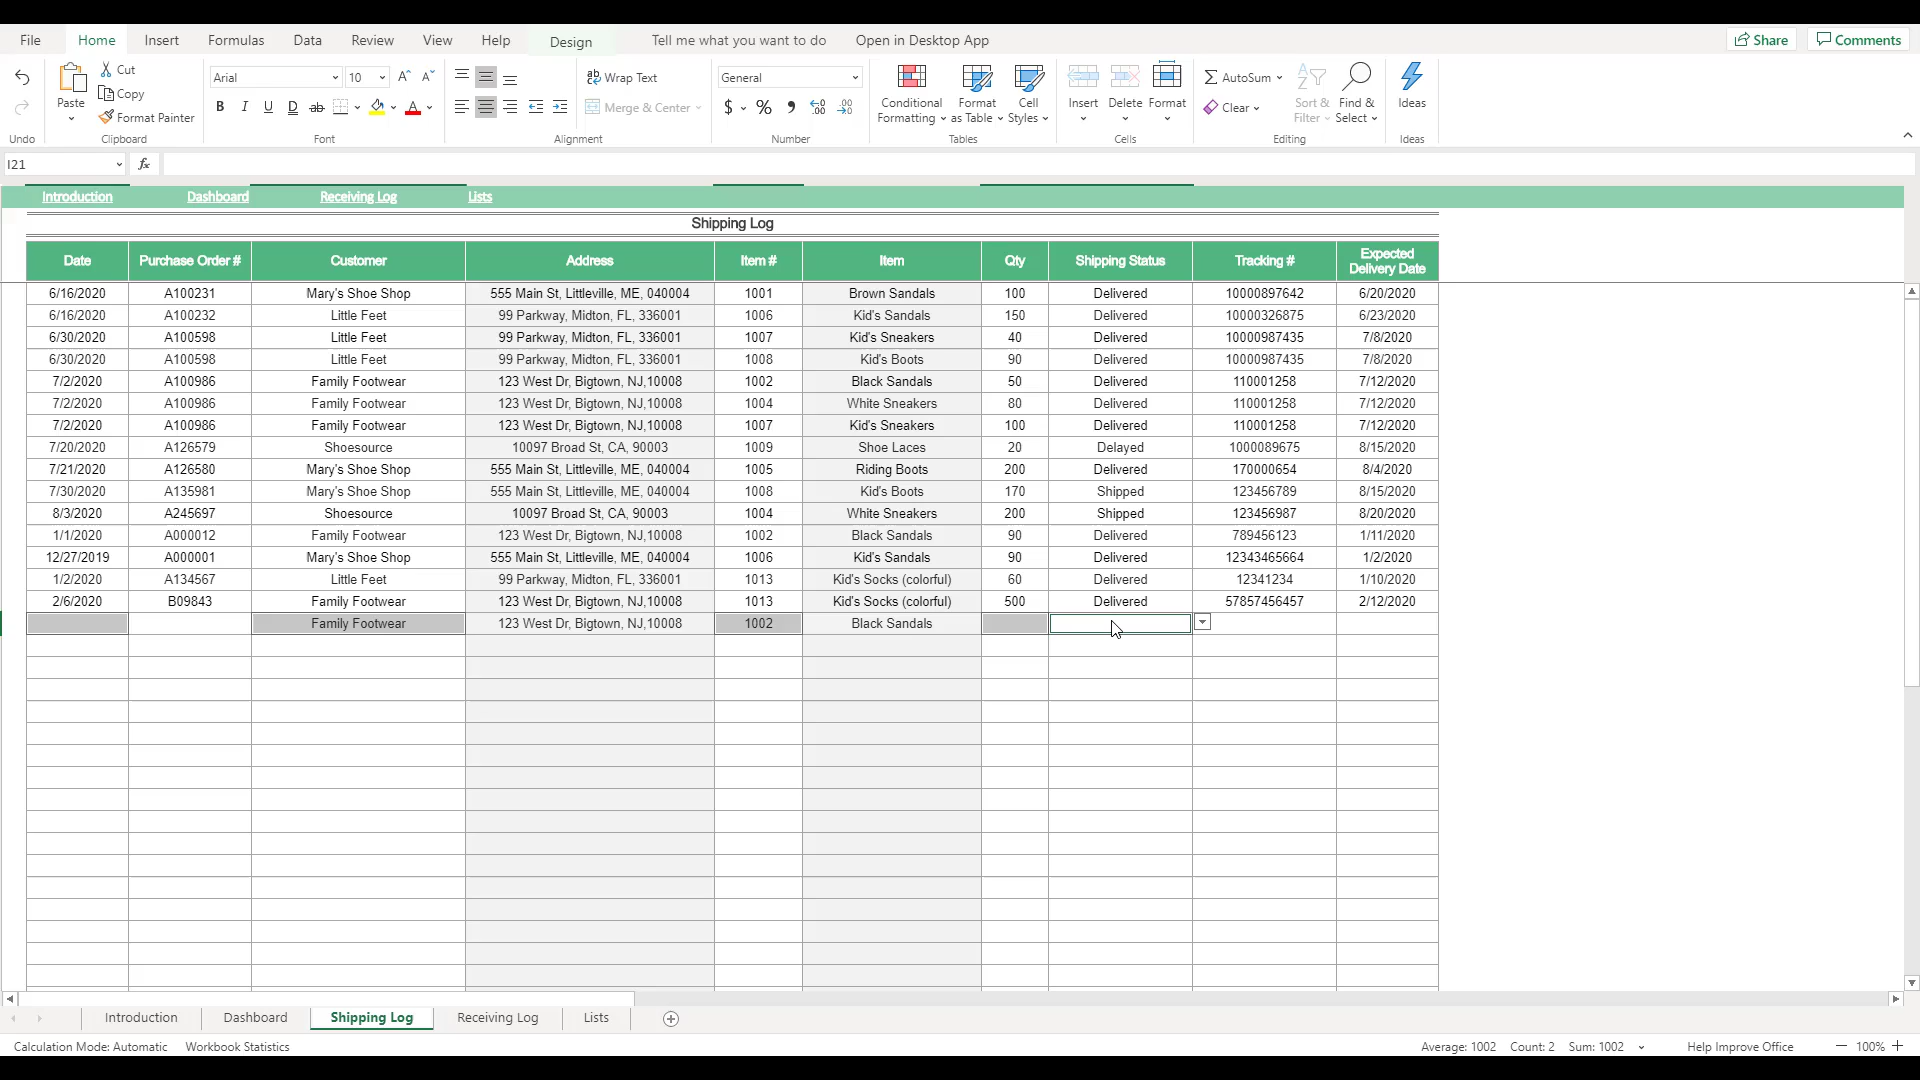 File Home Insert Formulas Data Review View Help Design Tell me what you want to do Open in Desktop App Share Comments
Paste Cut Copy Format Painter
Arial 10 B I U D ab A
Wrap Text Merge & Center
General $ % 9 .00
Conditional Formatting Format as Table Cell Styles
Insert Delete Format
AutoSum Clear Sort & Filter Find & Select
Ideas
Undo Clipboard Font Alignment Number Tables Cells Editing Ideas
I21 fx
Introduction Dashboard Receiving Log Lists
Shipping Log
Date Purchase Order # Customer Address Item # Item Qty Shipping Status Tracking # Expected Delivery Date
6/16/2020 A100231 Mary's Shoe Shop 555 Main St, Littleville, ME, 040004 1001 Brown Sandals 100 Delivered 10000897642 6/20/2020
6/16/2020 A100232 Little Feet 99 Parkway, Midton, FL, 336001 1006 Kid's Sandals 150 Delivered 10000326875 6/23/2020
6/30/2020 A100598 Little Feet 99 Parkway, Midton, FL, 336001 1007 Kid's Sneakers 40 Delivered 10000987435 7/8/2020
6/30/2020 A100598 Little Feet 99 Parkway, Midton, FL, 336001 1008 Kid's Boots 90 Delivered 10000987435 7/8/2020
7/2/2020 A100986 Family Footwear 123 West Dr, Bigtown, NJ,10008 1002 Black Sandals 50 Delivered 110001258 7/12/2020
7/2/2020 A100986 Family Footwear 123 West Dr, Bigtown, NJ,10008 1004 White Sneakers 80 Delivered 110001258 7/12/2020
7/2/2020 A100986 Family Footwear 123 West Dr, Bigtown, NJ,10008 1007 Kid's Sneakers 100 Delivered 110001258 7/12/2020
7/20/2020 A126579 Shoesource 10097 Broad St, CA, 90003 1009 Shoe Laces 20 Delayed 1000089675 8/15/2020
7/21/2020 A126580 Mary's Shoe Shop 555 Main St, Littleville, ME, 040004 1005 Riding Boots 200 Delivered 170000654 8/4/2020
7/30/2020 A135981 Mary's Shoe Shop 555 Main St, Littleville, ME, 040004 1008 Kid's Boots 170 Shipped 123456789 8/15/2020
8/3/2020 A245697 Shoesource 10097 Broad St, CA, 90003 1004 White Sneakers 200 Shipped 123456987 8/20/2020
1/1/2020 A000012 Family Footwear 123 West Dr, Bigtown, NJ,10008 1002 Black Sandals 90 Delivered 789456123 1/11/2020
12/27/2019 A000001 Mary's Shoe Shop 555 Main St, Littleville, ME, 040004 1006 Kid's Sandals 90 Delivered 12343465664 1/2/2020
1/2/2020 A134567 Little Feet 99 Parkway, Midton, FL, 336001 1013 Kid's Socks (colorful) 60 Delivered 12341234 1/10/2020
2/6/2020 B09843 Family Footwear 123 West Dr, Bigtown, NJ,10008 1013 Kid's Socks (colorful) 500 Delivered 57857456457 2/12/2020
Family Footwear 123 West Dr, Bigtown, NJ,10008 1002 Black Sandals
Introduction Dashboard Shipping Log Receiving Log Lists
Calculation Mode: Automatic Workbook Statistics Average: 1002 Count: 2 Sum: 1002 Help Improve Office 100%